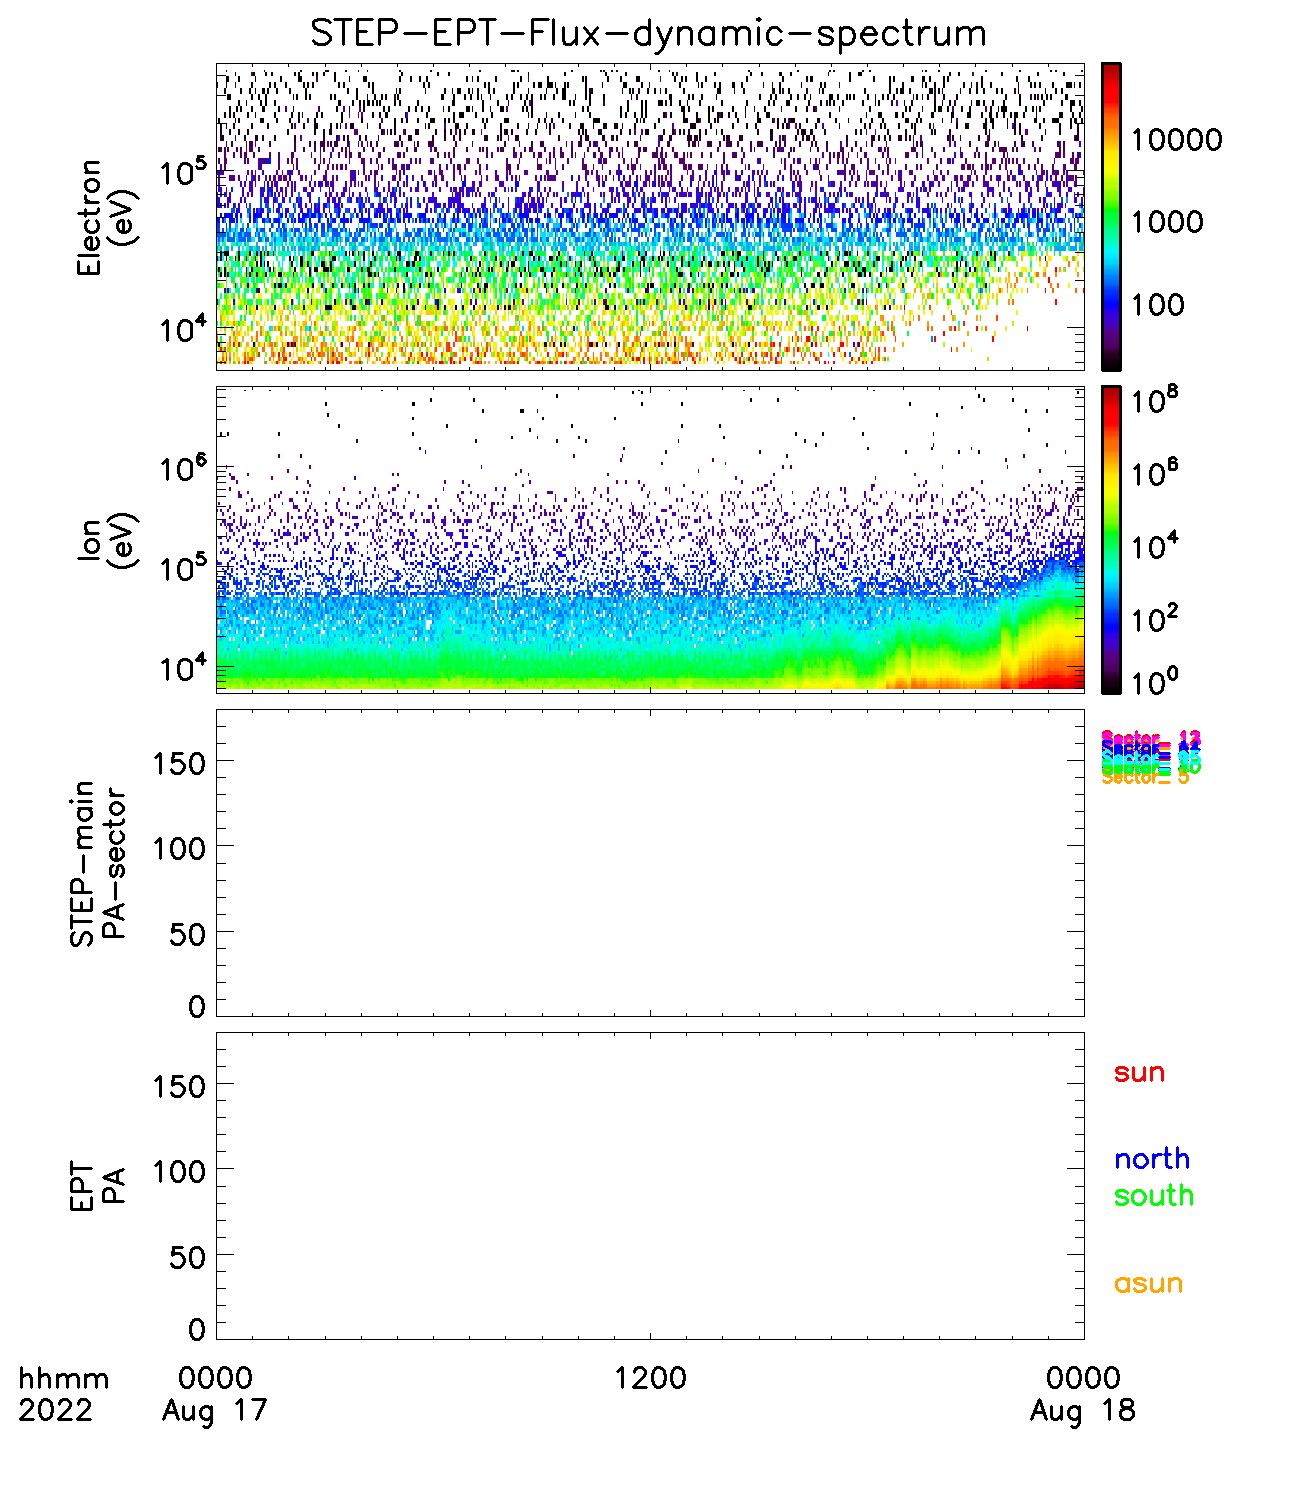 STEP-EPT-Flux-dynamic-spectrum
Electron
(eV)
10^5
10^4
10000
1000
100
Ion
(eV)
10^6
10^5
10^4
10^8
10^6
10^4
10^2
10^0
STEP-main
PA-sector
150
100
50
0
Sector= 5
EPT
PA
150
100
50
0
sun
north
south
asun
hhmm
2022
0000
Aug 17
1200
0000
Aug 18